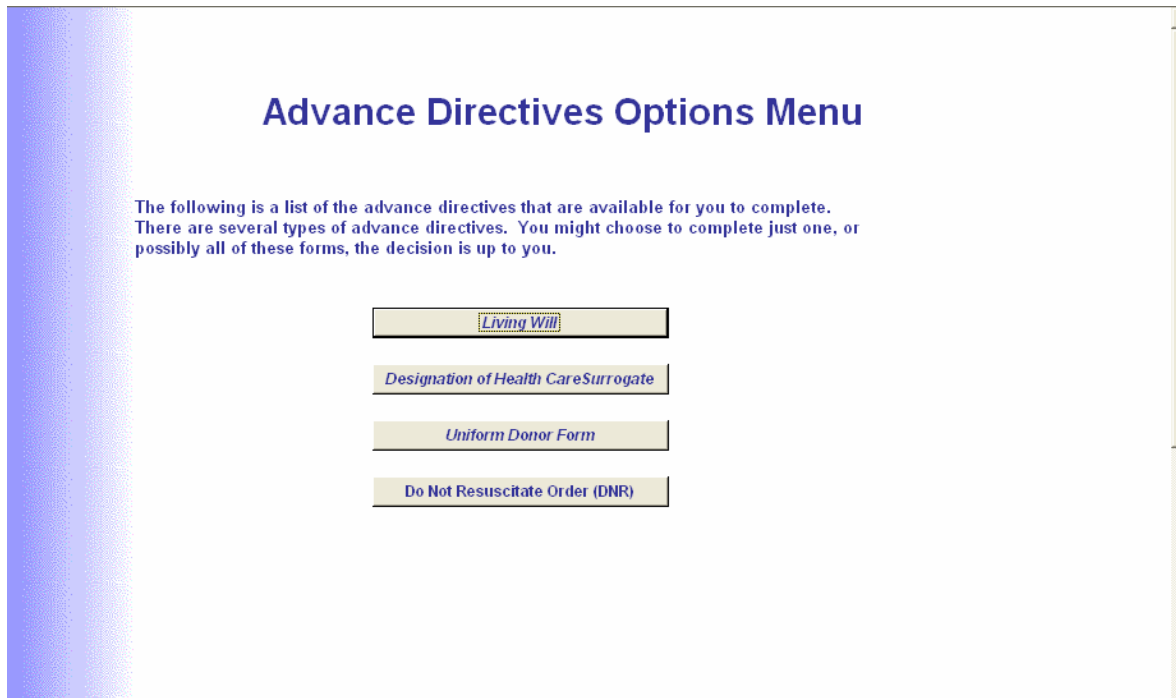 Advance Directives Options Menu
The following is a list of the advance directives that are available for you to complete.
There are several types of advance directives.  You might choose to complete just one, or
possibly all of these forms, the decision is up to you.
Living Will
Designation of Health CareSurrogate
Uniform Donor Form
Do Not Resuscitate Order (DNR)